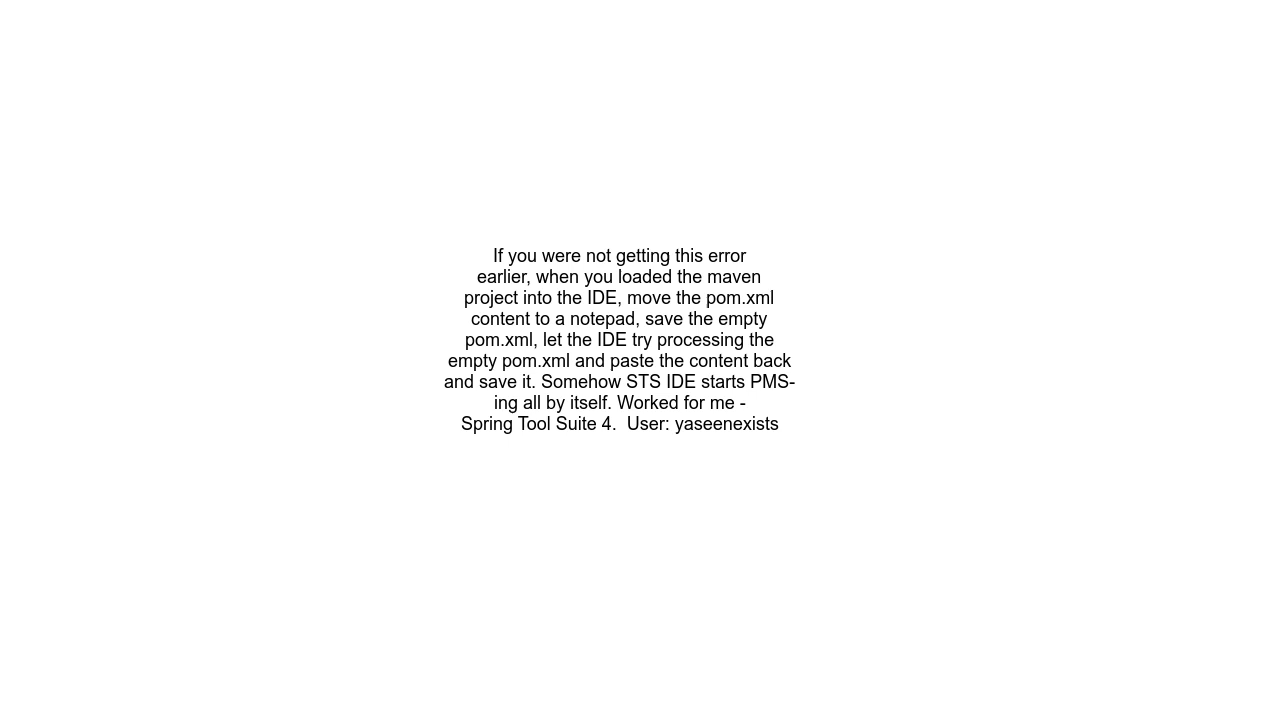 If you were not getting this error
earlier, when you loaded the maven
project into the IDE, move the pom.xml
content to a notepad, save the empty
pom.xml, let the IDE try processing the
empty pom.xml and paste the content back
and save it. Somehow STS IDE starts PMS-
ing all by itself. Worked for me -
Spring Tool Suite 4.  User: yaseenexists